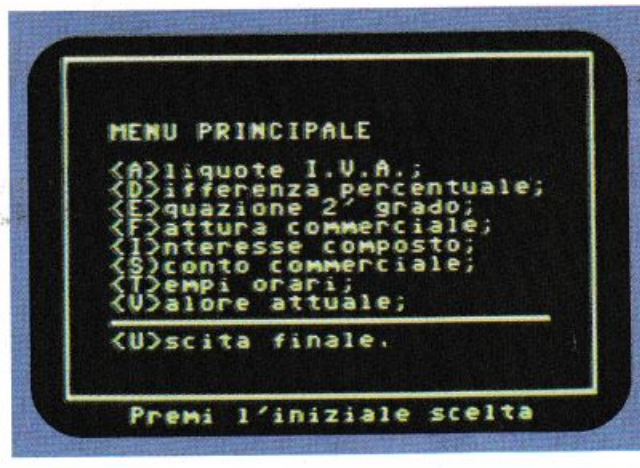 MENU PRINCIPALE
<A>liquote I.V.A.;
<D>ifferenza percentuale;
<E>quazione 2' grado;
<F>attura commerciale;
<I>nteresse composto;
<S>conto commerciale;
<T>empi orari;
<V>alore attuale;
<U>scita finale.
Premi l'iniziale scelta